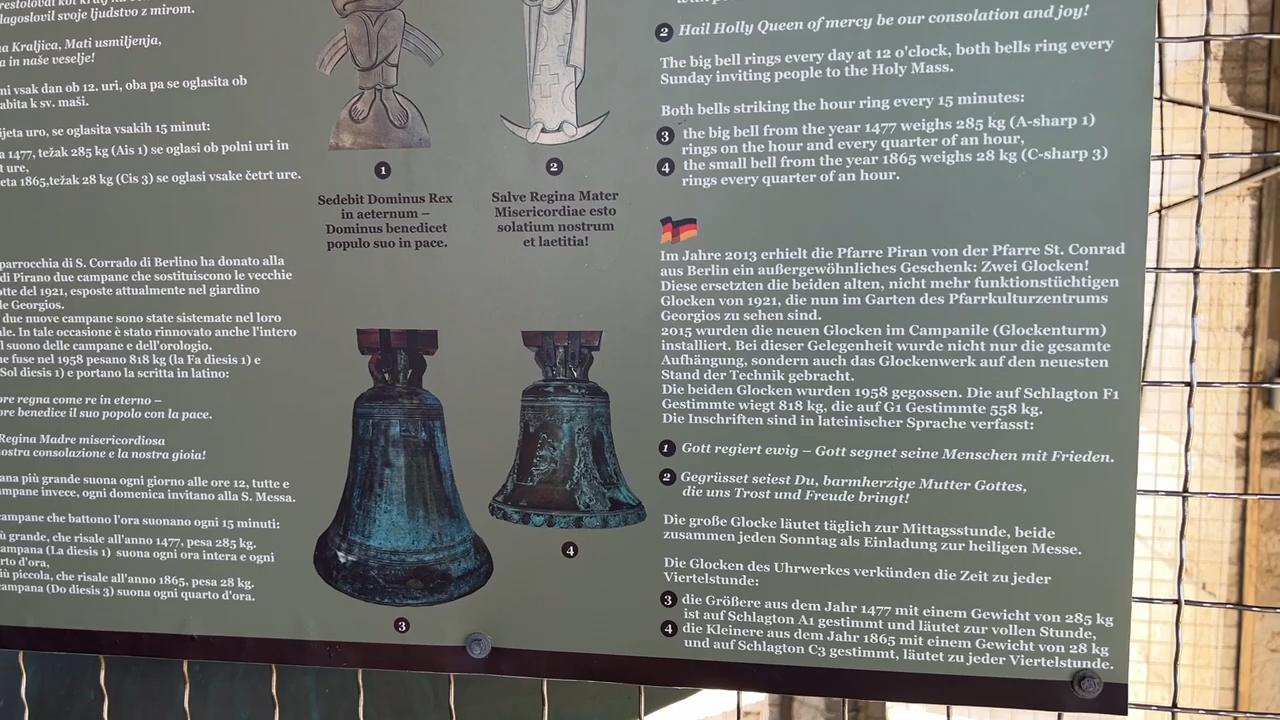 lagoslovil svoje ljudstvo z mirom.
na Kraljica, Mati usmiljenja,
a in naše veselje!
ni vsak dan ob 12. uri, oba pa se oglasita ob
abita k sv. maši.
ijeta uro, se oglasita vsakih 15 minut:
a 1477, težak 285 kg (Ais 1) se oglasi ob polni uri in
t ure,
eta 1865,težak 28 kg (Cis 3) se oglasi vsake četrt ure.
parrocchia di S. Corrado di Berlino ha donato alla
di Pirano due campane che sostituiscono le vecchie
otte del 1921, esposte attualmente nel giardino
le Georgios.
due nuove campane sono state sistemate nel loro
le. In tale occasione è stato rinnovato anche l'intero
l suono delle campane e dell'orologio.
ne fuse nel 1958 pesano 818 kg (la Fa diesis 1) e
Sol diesis 1) e portano la scritta in latino:
ore regna come re in eterno –
ore benedice il suo popolo con la pace.
Regina Madre misericordiosa
nostra consolazione e la nostra gioia!
ana più grande suona ogni giorno alle ore 12, tutte e
ampane invece, ogni domenica invitano alla S. Messa.
campane che battono l'ora suonano ogni 15 minuti:
ù grande, che risale all'anno 1477, pesa 285 kg.
ampana (La diesis 1) suona ogni ora intera e ogni
rto d'ora,
iù piccola, che risale all'anno 1865, pesa 28 kg.
campana (Do diesis 3) suona ogni quarto d'ora.
1
Sedebit Dominus Rex
in aeternum –
Dominus benedicet
populo suo in pace.
2
Salve Regina Mater
Misericordiae esto
solatium nostrum
et laetitia!
3
4
2 Hail Holly Queen of mercy be our consolation and joy!
The big bell rings every day at 12 o'clock, both bells ring every
Sunday inviting people to the Holy Mass.
Both bells striking the hour ring every 15 minutes:
3 the big bell from the year 1477 weighs 285 kg (A-sharp 1)
rings on the hour and every quarter of an hour,
4 the small bell from the year 1865 weighs 28 kg (C-sharp 3)
rings every quarter of an hour.
Im Jahre 2013 erhielt die Pfarre Piran von der Pfarre St. Conrad
aus Berlin ein außergewöhnliches Geschenk: Zwei Glocken!
Diese ersetzten die beiden alten, nicht mehr funktionstüchtigen
Glocken von 1921, die nun im Garten des Pfarrkulturzentrums
Georgios zu sehen sind.
2015 wurden die neuen Glocken im Campanile (Glockenturm)
installiert. Bei dieser Gelegenheit wurde nicht nur die gesamte
Aufhängung, sondern auch das Glockenwerk auf den neuesten
Stand der Technik gebracht.
Die beiden Glocken wurden 1958 gegossen. Die auf Schlagton F1
Gestimmte wiegt 818 kg, die auf G1 Gestimmte 558 kg.
Die Inschriften sind in lateinischer Sprache verfasst:
1 Gott regiert ewig – Gott segnet seine Menschen mit Frieden.
2 Gegrüsset seiest Du, barmherzige Mutter Gottes,
die uns Trost und Freude bringt!
Die große Glocke läutet täglich zur Mittagsstunde, beide
zusammen jeden Sonntag als Einladung zur heiligen Messe.
Die Glocken des Uhrwerkes verkünden die Zeit zu jeder
Viertelstunde:
3 die Größere aus dem Jahr 1477 mit einem Gewicht von 285 kg
ist auf Schlagton A1 gestimmt und läutet zur vollen Stunde,
4 die Kleinere aus dem Jahr 1865 mit einem Gewicht von 28 kg
und auf Schlagton C3 gestimmt, läutet zu jeder Viertelstunde.